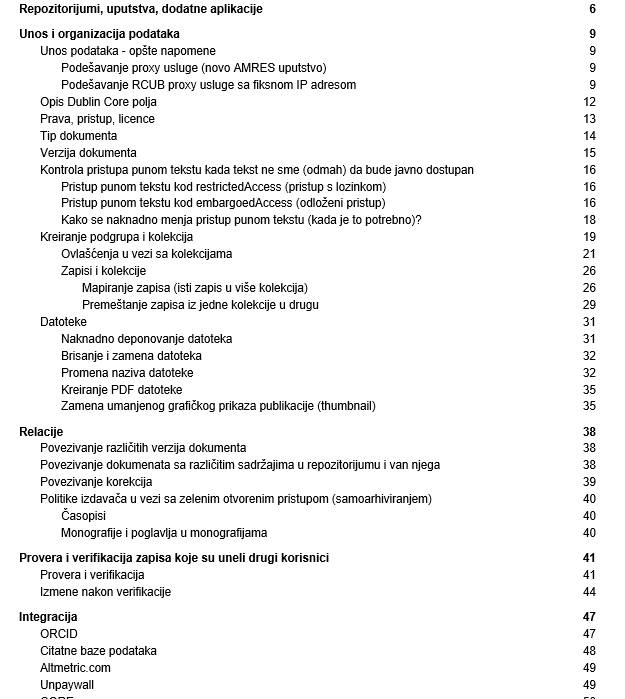 Repozitorijumi, uputstva, dodatne aplikacije 6
Unos i organizacija podataka 9
Unos podataka - opšte napomene 9
Podešavanje proxy usluge (novo AMRES uputstvo) 9
Podešavanje RCUB proxy usluge sa fiksnom IP adresom 9
Opis Dublin Core polja 12
Prava, pristup, licence 13
Tip dokumenta 14
Verzija dokumenta 15
Kontrola pristupa punom tekstu kada tekst ne sme (odmah) da bude javno dostupan 16
Pristup punom tekstu kod restrictedAccess (pristup s lozinkom) 16
Pristup punom tekstu kod embargoedAccess (odloženi pristup) 16
Kako se naknadno menja pristup punom tekstu (kada je to potrebno)? 18
Kreiranje podgrupa i kolekcija 19
Ovlašćenja u vezi sa kolekcijama 21
Zapisi i kolekcije 26
Mapiranje zapisa (isti zapis u više kolekcija) 26
Premeštanje zapisa iz jedne kolekcije u drugu 29
Datoteke 31
Naknadno deponovanje datoteka 31
Brisanje i zamena datoteka 32
Promena naziva datoteke 32
Kreiranje PDF datoteke 35
Zamena umanjenog grafičkog prikaza publikacije (thumbnail) 35
Relacije 38
Povezivanje različitih verzija dokumenta 38
Povezivanje dokumenata sa različitim sadržajima u repozitorijumu i van njega 38
Povezivanje korekcija 39
Politike izdavača u vezi sa zelenim otvorenim pristupom (samoarhiviranjem) 40
Časopisi 40
Monografije i poglavlja u monografijama 40
Provera i verifikacija zapisa koje su uneli drugi korisnici 41
Provera i verifikacija 41
Izmene nakon verifikacije 44
Integracija 47
ORCID 47
Citatne baze podataka 48
Altmetric.com 49
Unpaywall 49